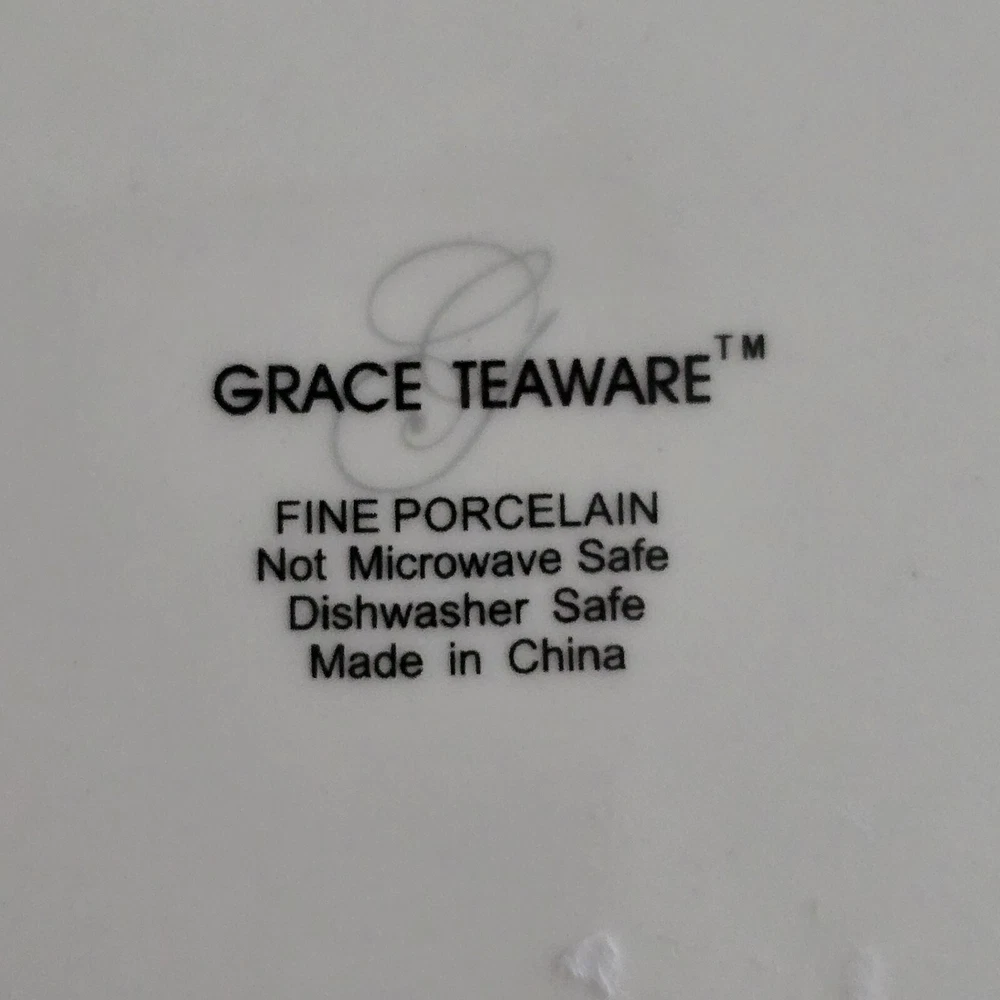 G
GRACE TEAWARE™
FINE PORCELAIN
Not Microwave Safe
Dishwasher Safe
Made in China